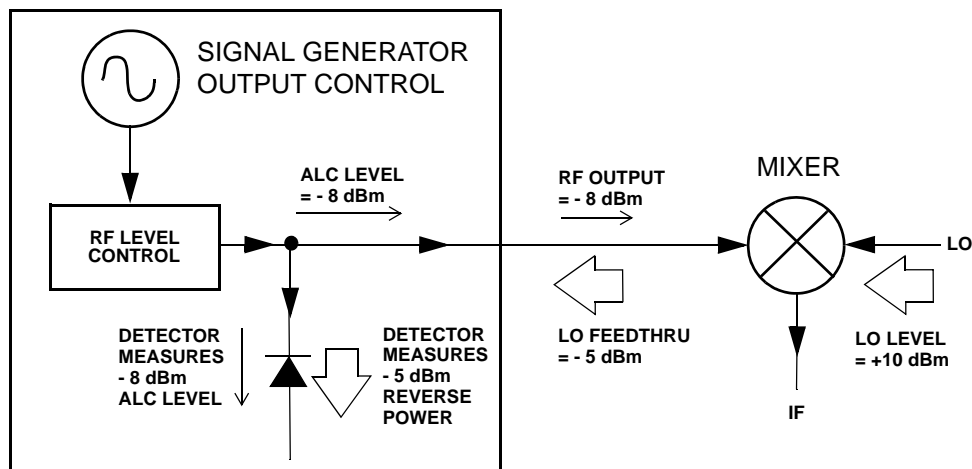 SIGNAL GENERATOR
OUTPUT CONTROL
ALC LEVEL
= - 8 dBm
RF OUTPUT
= - 8 dBm
MIXER
RF LEVEL
CONTROL
LO
DETECTOR
MEASURES
- 8 dBm
ALC LEVEL
DETECTOR
MEASURES
- 5 dBm
REVERSE
POWER
LO FEEDTHRU
= - 5 dBm
LO LEVEL
= +10 dBm
IF